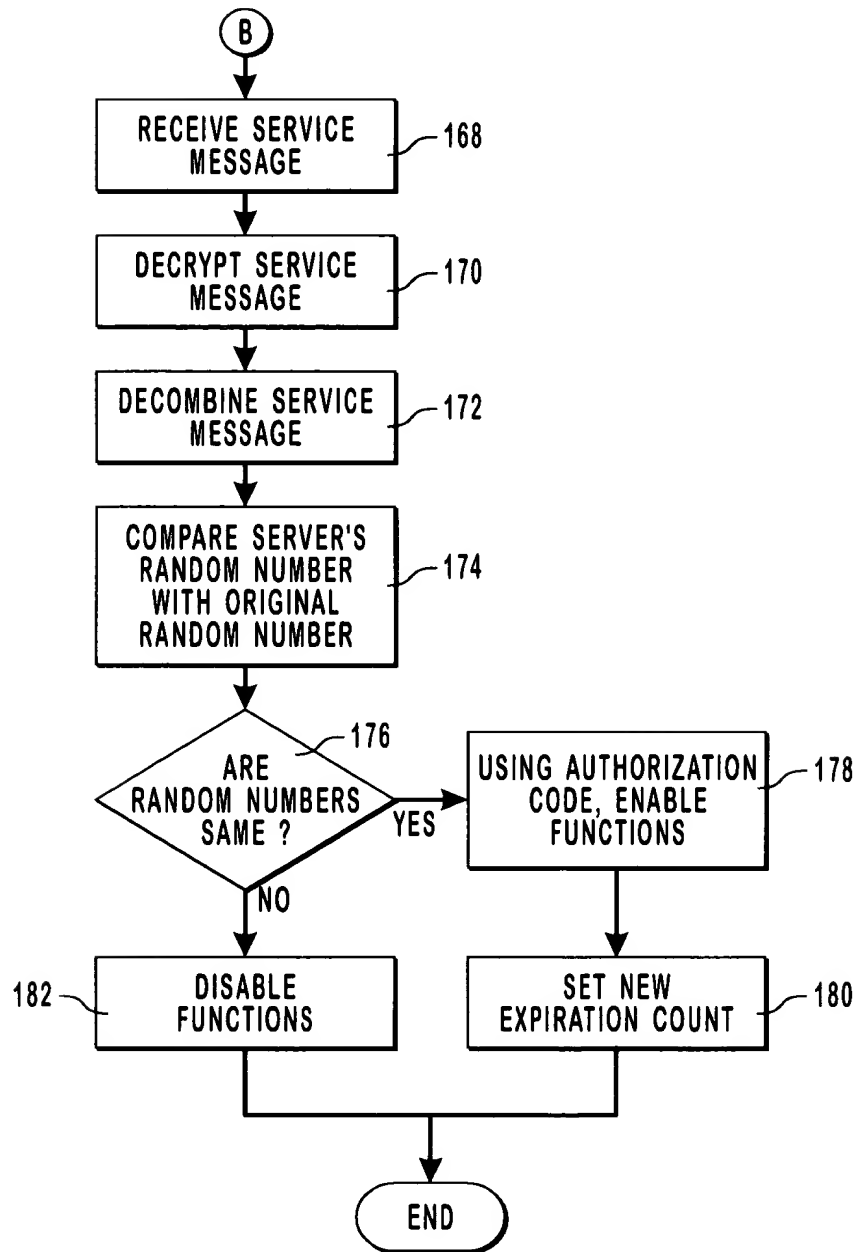 B
RECEIVE SERVICE
MESSAGE
168
DECRYPT SERVICE
MESSAGE
170
DECOMBINE SERVICE
MESSAGE
172
COMPARE SERVER'S
RANDOM NUMBER
WITH ORIGINAL
RANDOM NUMBER
174
176
ARE
RANDOM NUMBERS
SAME ?
YES
NO
USING AUTHORIZATION
CODE, ENABLE
FUNCTIONS
178
182
DISABLE
FUNCTIONS
SET NEW
EXPIRATION COUNT
180
END